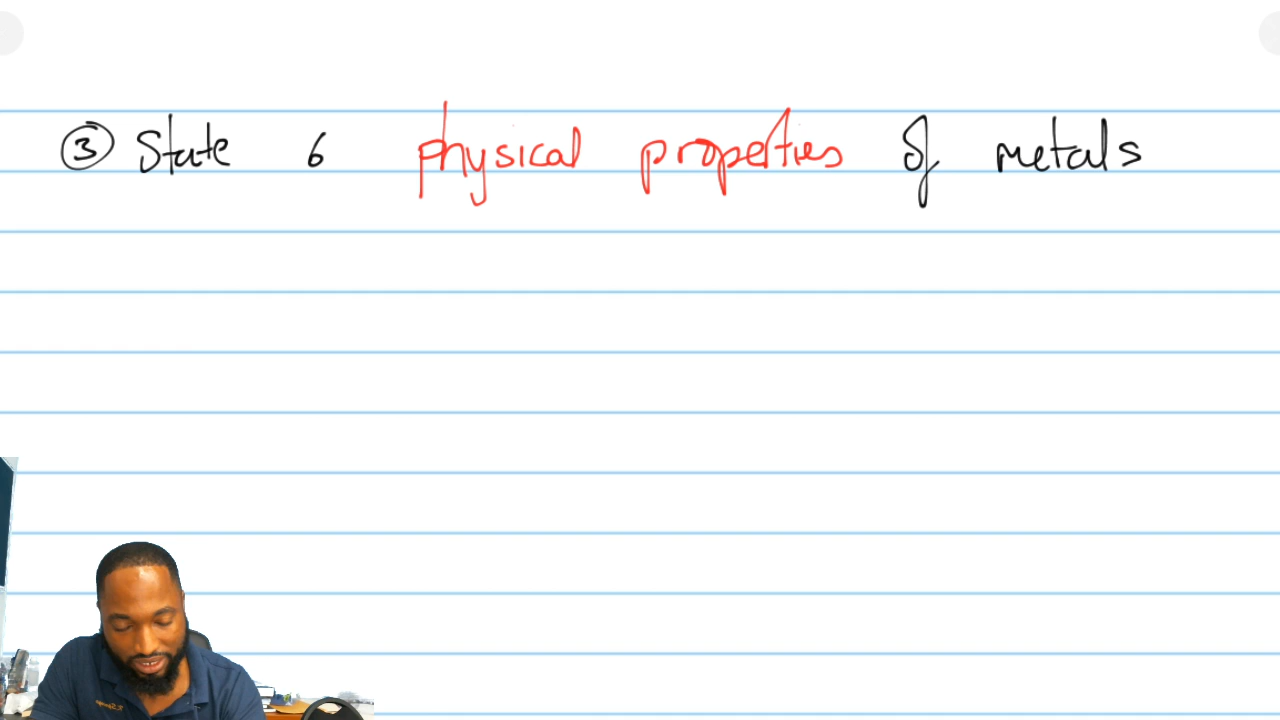 ③ State 6 physical properties of metals